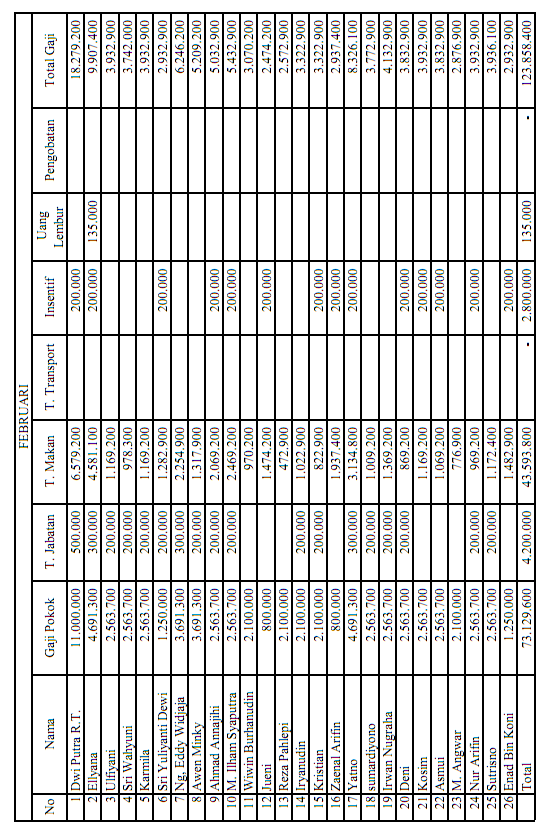 FEBRUARI
No Nama Gaji Pokok T. Jabatan T. Makan T. Transport Insentif Uang Lembur Pengobatan Total Gaji
1 Dwi Putra R.T. 11.000.000 500.000 6.579.200 200.000 18.279.200
2 Ellyana 4.691.300 300.000 4.581.100 200.000 135.000 9.907.400
3 Ulfiyani 2.563.700 200.000 1.169.200 3.932.900
4 Sri Wahyuni 2.563.700 200.000 978.300 3.742.000
5 Karmila 2.563.700 200.000 1.169.200 3.932.900
6 Sri Yuliyanti Dewi 1.250.000 200.000 1.282.900 200.000 2.932.900
7 Ng, Eddy Widjaja 3.691.300 300.000 2.254.900 6.246.200
8 Awen Minky 3.691.300 200.000 1.317.900 5.209.200
9 Ahmad Annajihi 2.563.700 200.000 2.069.200 200.000 5.032.900
10 M. Ilham Syaputra 2.563.700 200.000 2.469.200 200.000 5.432.900
11 Wiwin Burhanudin 2.100.000 970.200 3.070.200
12 Jueni 800.000 1.474.200 200.000 2.474.200
13 Reza Pahlepi 2.100.000 472.900 2.572.900
14 Iryanudin 2.100.000 200.000 1.022.900 3.322.900
15 Kristian 2.100.000 200.000 822.900 200.000 3.322.900
16 Zaenal Arifin 800.000 1.937.400 200.000 2.937.400
17 Yatno 4.691.300 300.000 3.134.800 200.000 8.326.100
18 sumardiyono 2.563.700 200.000 1.009.200 3.772.900
19 Irwan Nugraha 2.563.700 200.000 1.369.200 4.132.900
20 Deni 2.563.700 200.000 869.200 200.000 3.832.900
21 Kosim 2.563.700 1.169.200 200.000 3.932.900
22 Asmui 2.563.700 1.069.200 200.000 3.832.900
23 M. Angwar 2.100.000 776.900 2.876.900
24 Nur Arifin 2.563.700 200.000 969.200 200.000 3.932.900
25 Sutrisno 2.563.700 200.000 1.172.400 3.936.100
26 Enad Bin Koni 1.250.000 1.482.900 200.000 2.932.900
Total 73.129.600 4.200.000 43.593.800 - 2.800.000 135.000 - 123.858.400